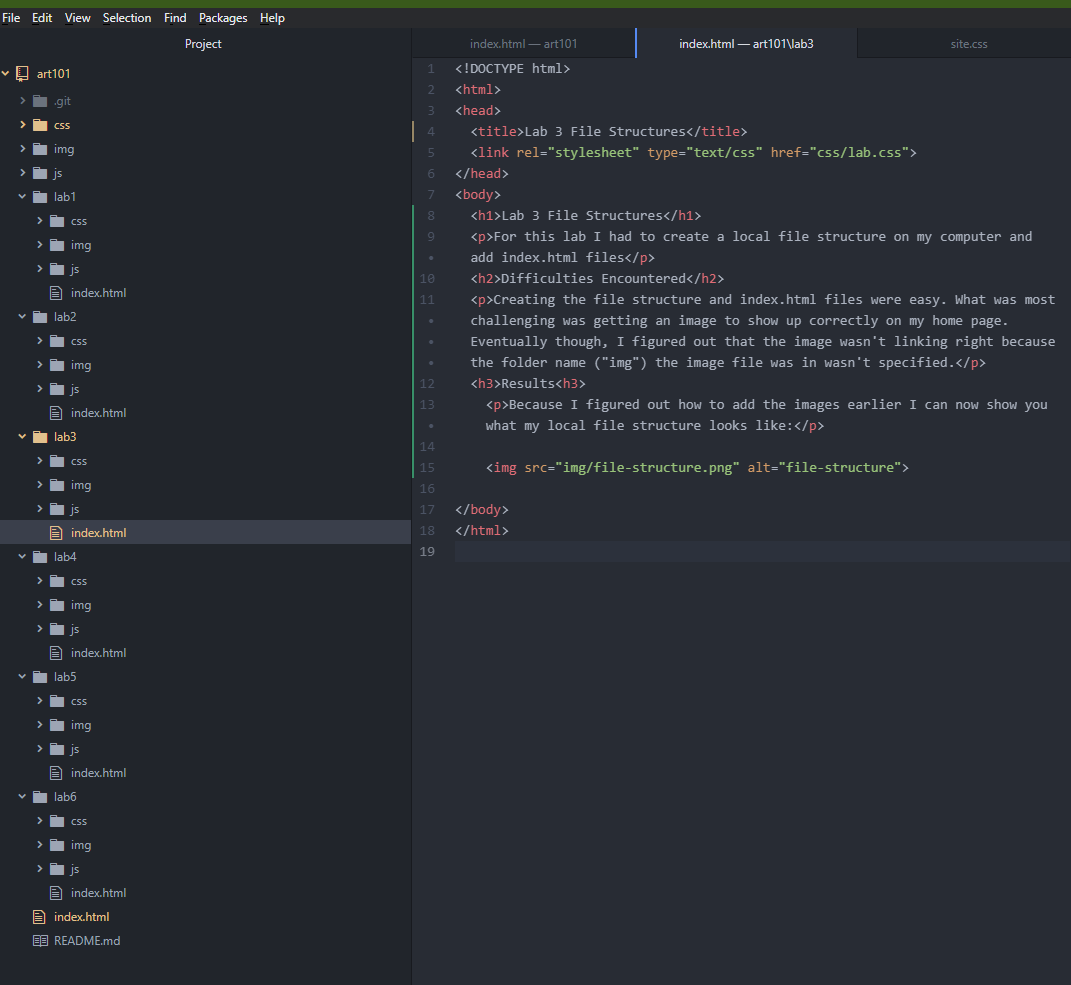 File Edit View Selection Find Packages Help
Project
art101
.git
css
img
js
lab1
css
img
js
index.html
lab2
css
img
js
index.html
lab3
css
img
js
index.html
lab4
css
img
js
index.html
lab5
css
img
js
index.html
lab6
css
img
js
index.html
index.html
README.md
index.html — art101 index.html — art101\lab3 site.css
1 <!DOCTYPE html>
2 <html>
3 <head>
4   <title>Lab 3 File Structures</title>
5   <link rel="stylesheet" type="text/css" href="css/lab.css">
6 </head>
7 <body>
8   <h1>Lab 3 File Structures</h1>
9   <p>For this lab I had to create a local file structure on my computer and
•   add index.html files</p>
10   <h2>Difficulties Encountered</h2>
11   <p>Creating the file structure and index.html files were easy. What was most
•   challenging was getting an image to show up correctly on my home page.
•   Eventually though, I figured out that the image wasn't linking right because
•   the folder name ("img") the image file was in wasn't specified.</p>
12   <h3>Results<h3>
13     <p>Because I figured out how to add the images earlier I can now show you
•     what my local file structure looks like:</p>
14
15     <img src="img/file-structure.png" alt="file-structure">
16
17 </body>
18 </html>
19